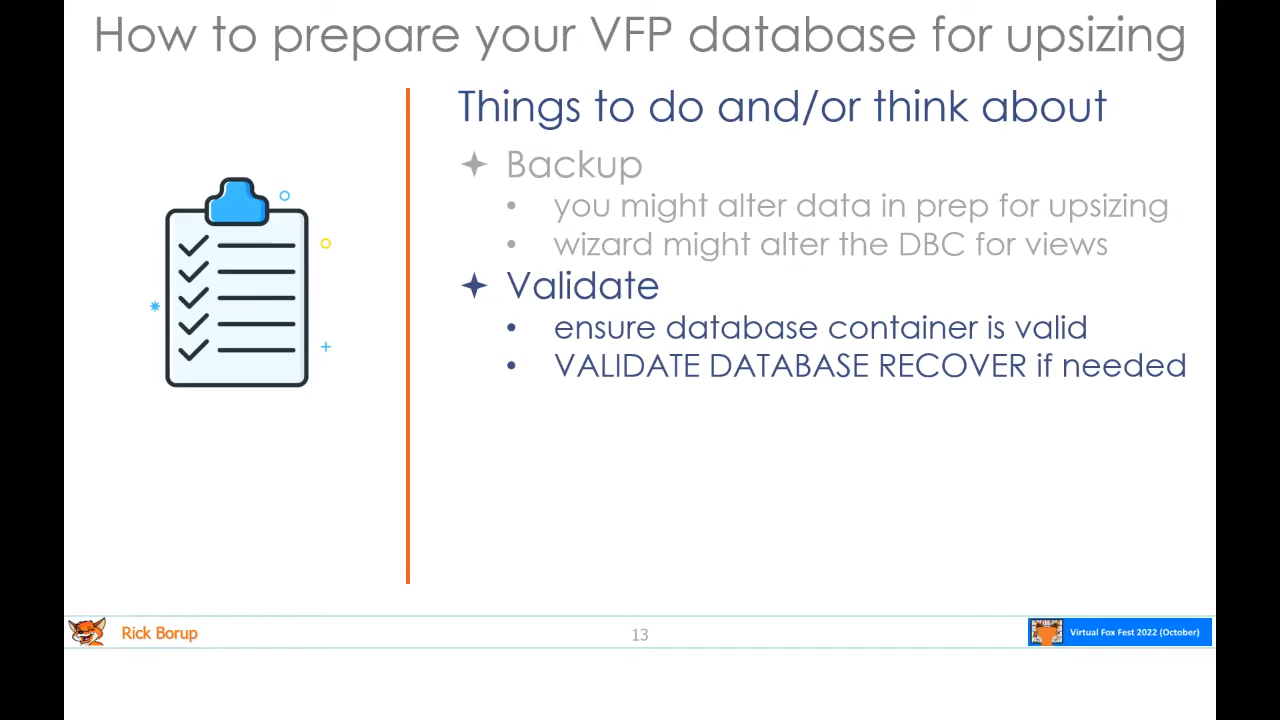 How to prepare your VFP database for upsizing
Things to do and/or think about
Backup
• you might alter data in prep for upsizing
• wizard might alter the DBC for views
Validate
• ensure database container is valid
• VALIDATE DATABASE RECOVER if needed
Rick Borup
13
Virtual Fox Fest 2022 (October)